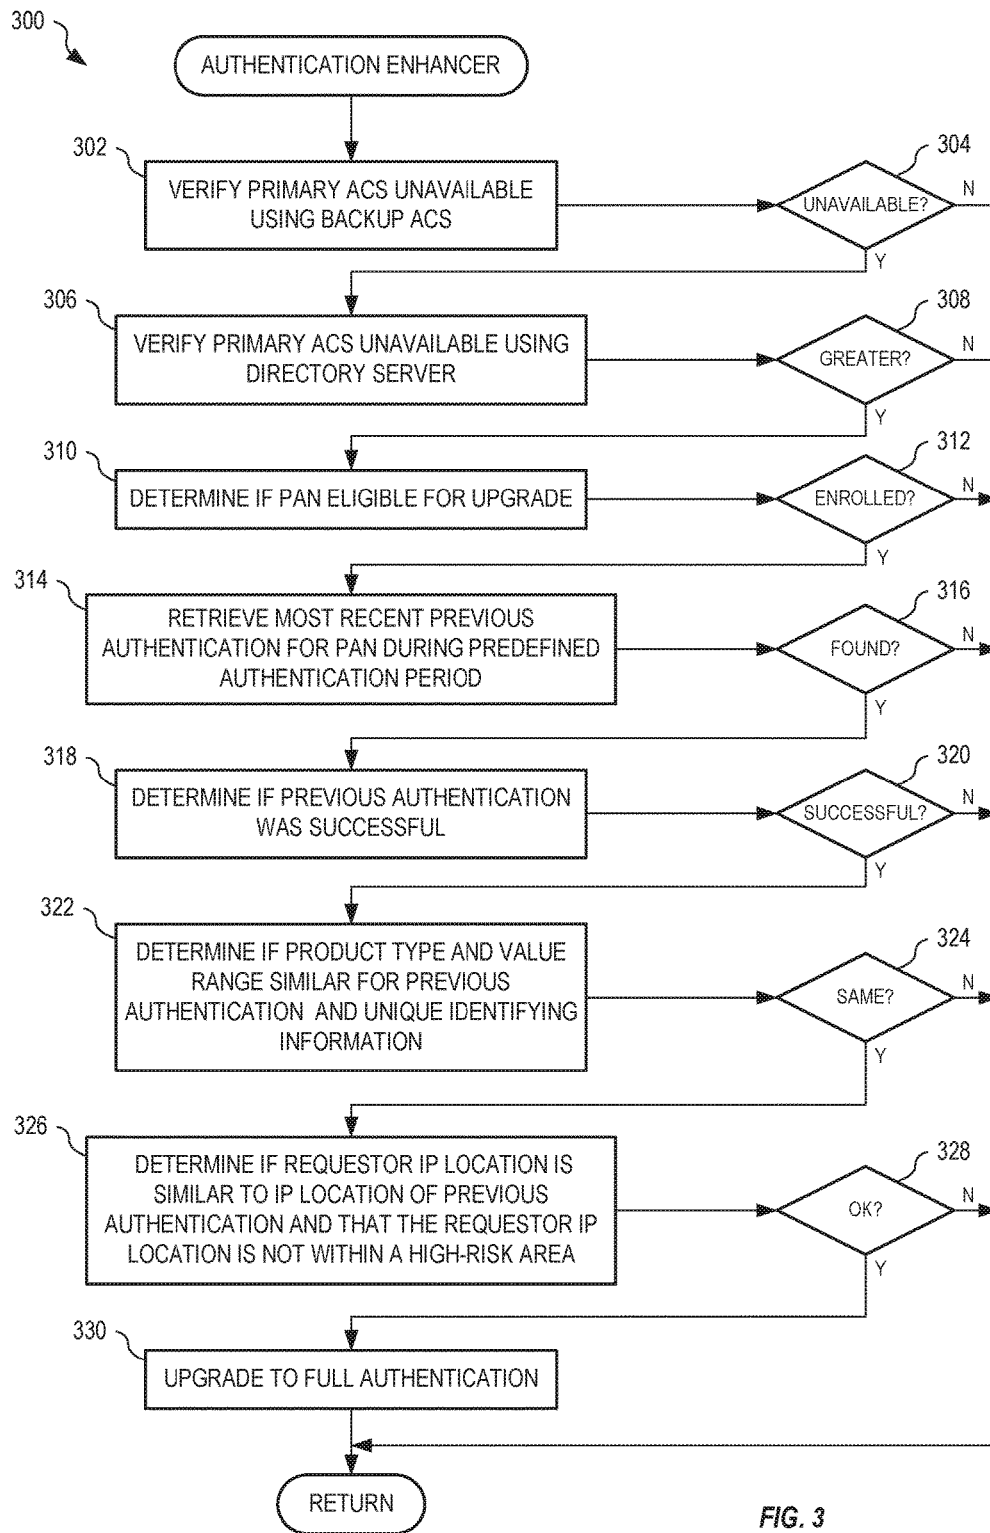 300
AUTHENTICATION ENHANCER
302
VERIFY PRIMARY ACS UNAVAILABLE
USING BACKUP ACS
304
UNAVAILABLE?
N
Y
306
VERIFY PRIMARY ACS UNAVAILABLE USING
DIRECTORY SERVER
308
GREATER?
N
Y
310
DETERMINE IF PAN ELIGIBLE FOR UPGRADE
312
ENROLLED?
N
Y
314
RETRIEVE MOST RECENT PREVIOUS
AUTHENTICATION FOR PAN DURING PREDEFINED
AUTHENTICATION PERIOD
316
FOUND?
N
Y
318
DETERMINE IF PREVIOUS AUTHENTICATION
WAS SUCCESSFUL
320
SUCCESSFUL?
N
Y
322
DETERMINE IF PRODUCT TYPE AND VALUE
RANGE SIMILAR FOR PREVIOUS
AUTHENTICATION AND UNIQUE IDENTIFYING
INFORMATION
324
SAME?
N
Y
326
DETERMINE IF REQUESTOR IP LOCATION IS
SIMILAR TO IP LOCATION OF PREVIOUS
AUTHENTICATION AND THAT THE REQUESTOR IP
LOCATION IS NOT WITHIN A HIGH-RISK AREA
328
OK?
N
Y
330
UPGRADE TO FULL AUTHENTICATION
RETURN
FIG. 3